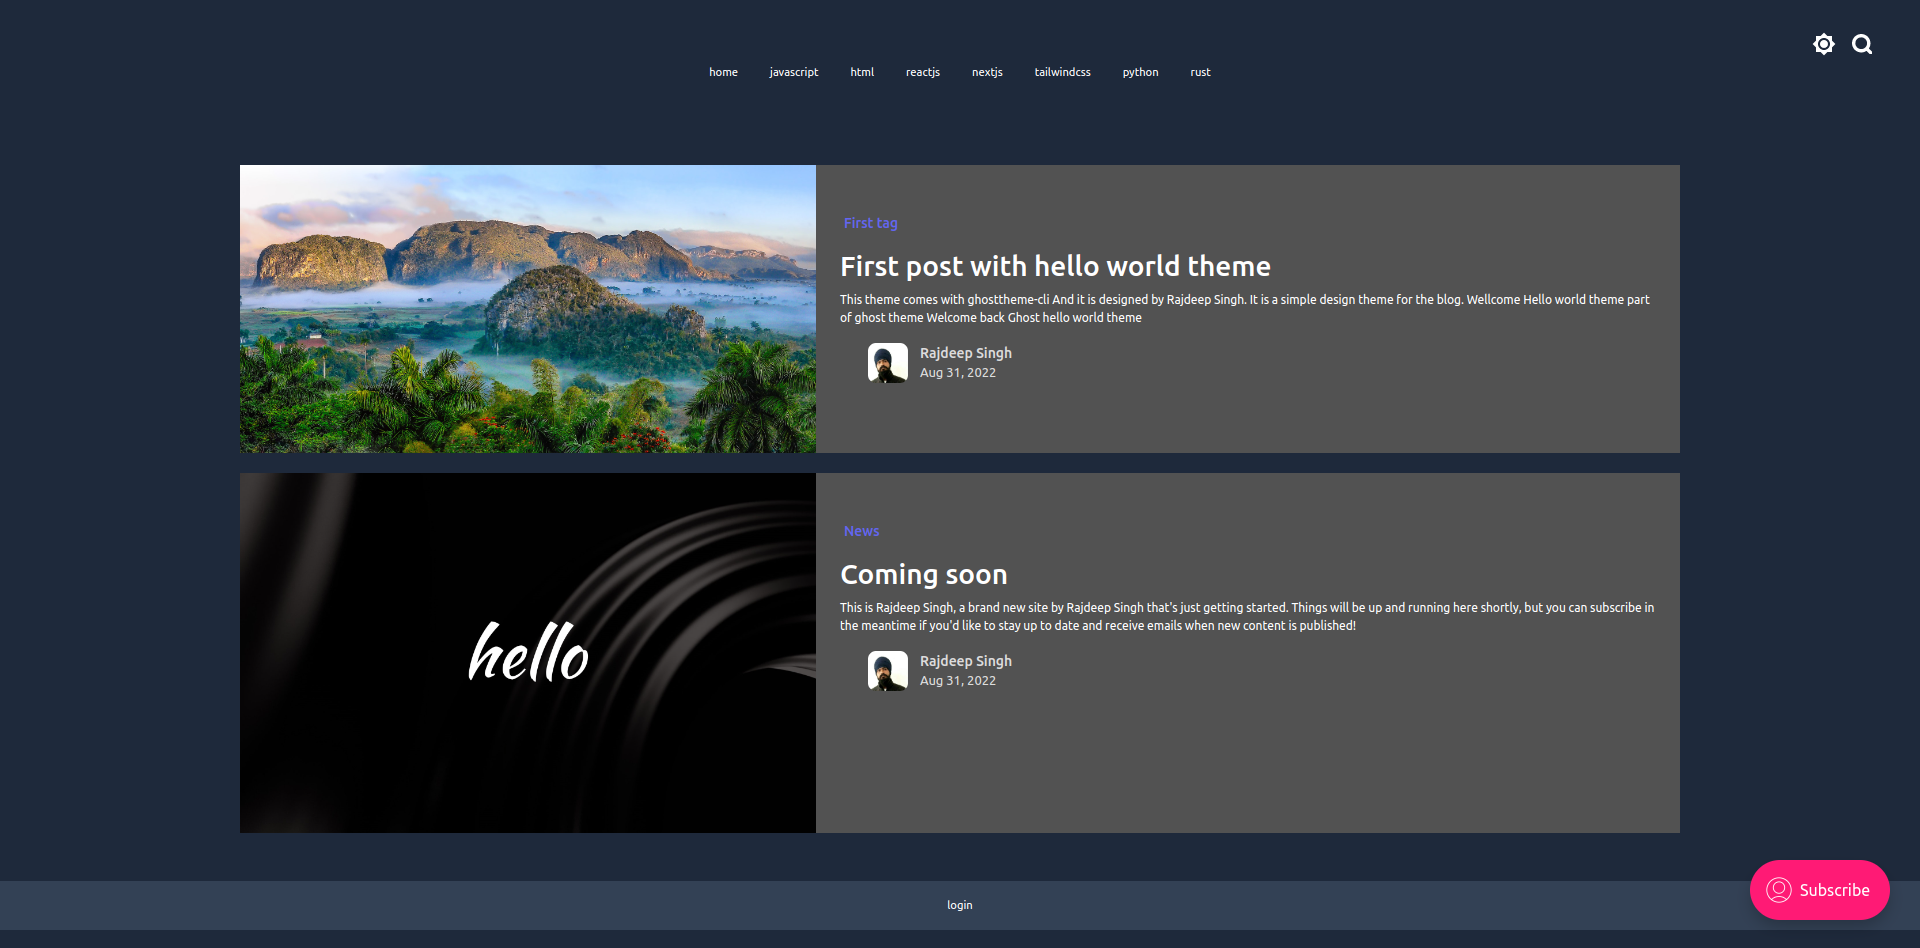 home javascript html reactjs nextjs tailwindcss python rust
First tag
First post with hello world theme
This theme comes with ghosttheme-cli And it is designed by Rajdeep Singh. It is a simple design theme for the blog. Wellcome Hello world theme part
of ghost theme Welcome back Ghost hello world theme
Rajdeep Singh
Aug 31, 2022
hello
News
Coming soon
This is Rajdeep Singh, a brand new site by Rajdeep Singh that's just getting started. Things will be up and running here shortly, but you can subscribe in
the meantime if you'd like to stay up to date and receive emails when new content is published!
Rajdeep Singh
Aug 31, 2022
Subscribe
login